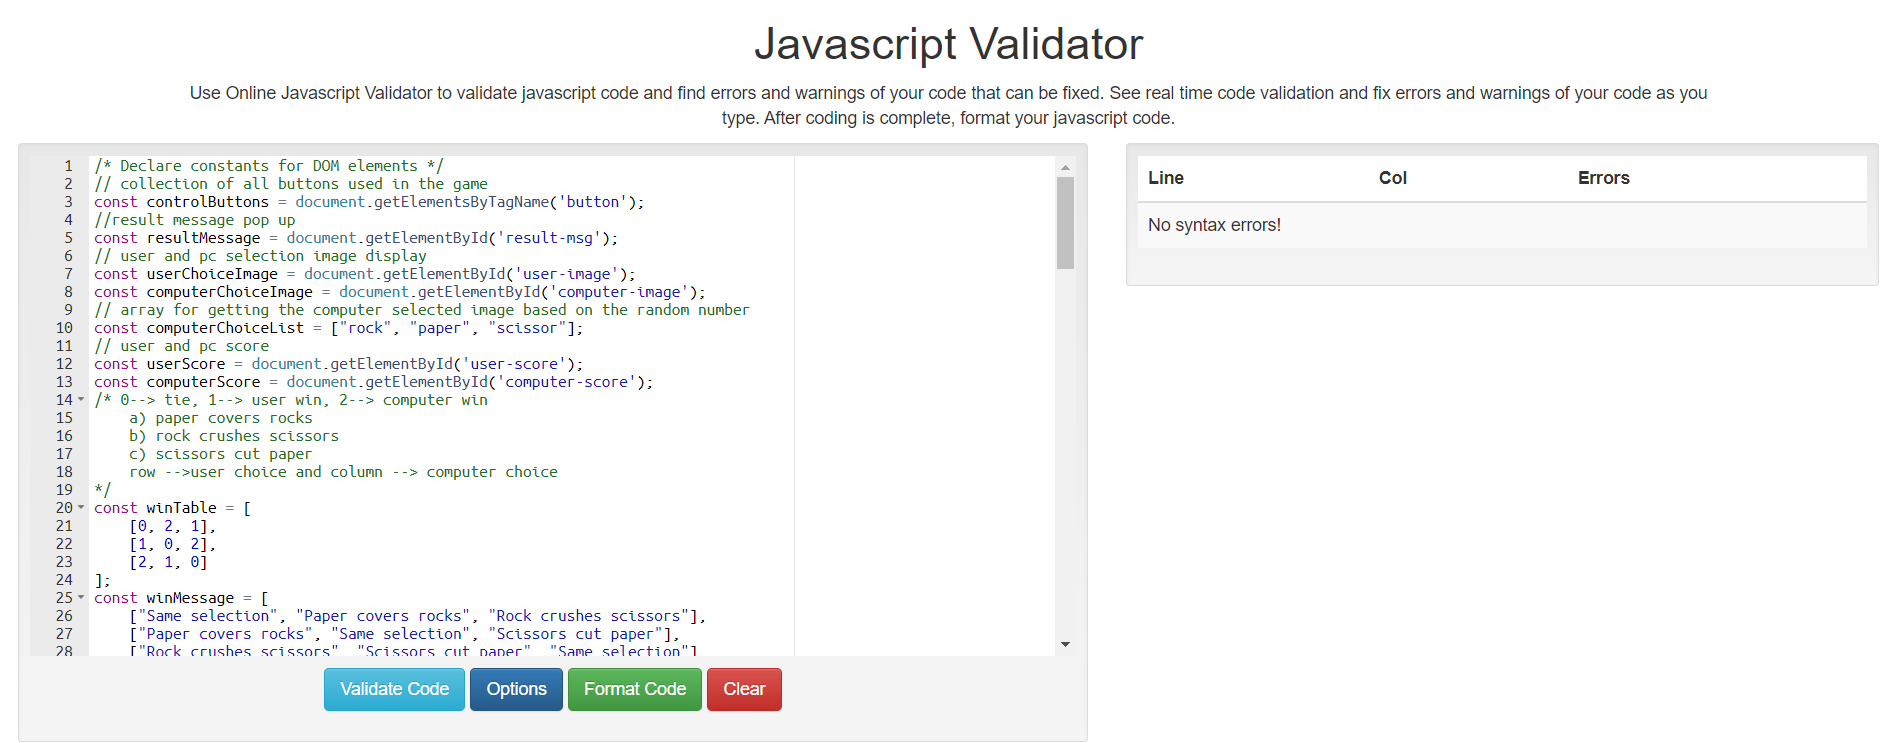 Javascript Validator
Use Online Javascript Validator to validate javascript code and find errors and warnings of your code that can be fixed. See real time code validation and fix errors and warnings of your code as you
type. After coding is complete, format your javascript code.
1 /* Declare constants for DOM elements */
2 // collection of all buttons used in the game
3 const controlButtons = document.getElementsByTagName('button');
4 //result message pop up
5 const resultMessage = document.getElementById('result-msg');
6 // user and pc selection image display
7 const userChoiceImage = document.getElementById('user-image');
8 const computerChoiceImage = document.getElementById('computer-image');
9 // array for getting the computer selected image based on the random number
10 const computerChoiceList = ["rock", "paper", "scissor"];
11 // user and pc score
12 const userScore = document.getElementById('user-score');
13 const computerScore = document.getElementById('computer-score');
14 /* 0--> tie, 1--> user win, 2--> computer win
15 a) paper covers rocks
16 b) rock crushes scissors
17 c) scissors cut paper
18 row -->user choice and column --> computer choice
19 */
20 const winTable = [
21 [0, 2, 1],
22 [1, 0, 2],
23 [2, 1, 0]
24 ];
25 const winMessage = [
26 ["Same selection", "Paper covers rocks", "Rock crushes scissors"],
27 ["Paper covers rocks", "Same selection", "Scissors cut paper"],
28 ["Rock crushes scissors", "Scissors cut paper", "Same selection"]
Validate Code Options Format Code Clear
Line Col Errors
No syntax errors!